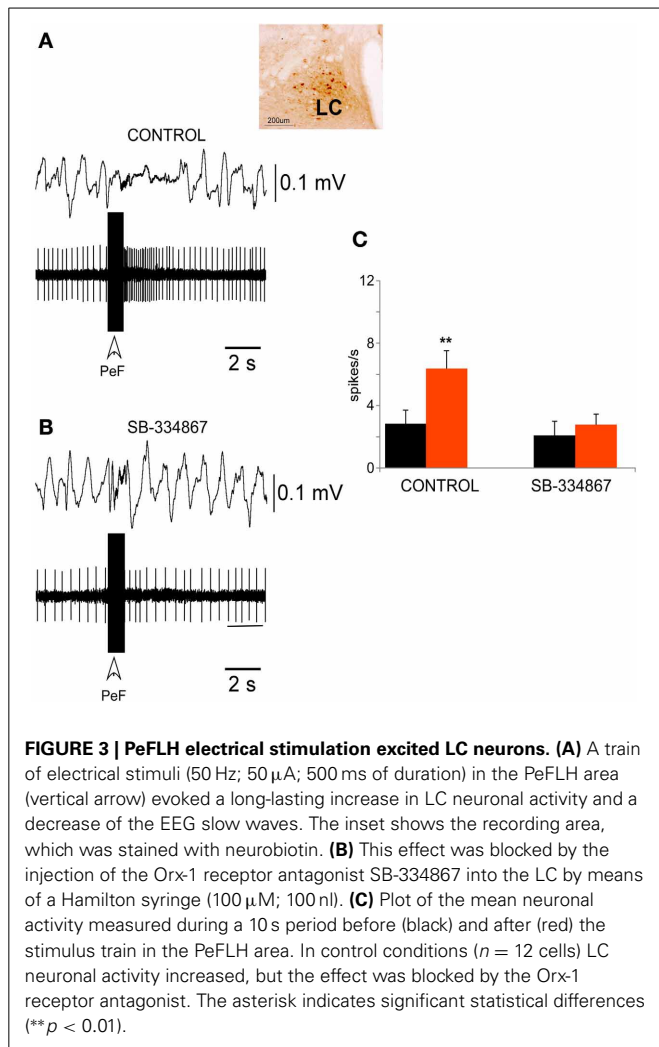 A
LC
200um
CONTROL
0.1 mV
2 s
PeF
C
12
8
4
0
spikes/s
**
CONTROL
SB-334867
B
SB-334867
0.1 mV
2 s
PeF
FIGURE 3 | PeFLH electrical stimulation excited LC neurons. (A) A train
of electrical stimuli (50 Hz; 50 μA; 500 ms of duration) in the PeFLH area
(vertical arrow) evoked a long-lasting increase in LC neuronal activity and a
decrease of the EEG slow waves. The inset shows the recording area,
which was stained with neurobiotin. (B) This effect was blocked by the
injection of the Orx-1 receptor antagonist SB-334867 into the LC by means
of a Hamilton syringe (100 μM; 100 nl). (C) Plot of the mean neuronal
activity measured during a 10 s period before (black) and after (red) the
stimulus train in the PeFLH area. In control conditions (n = 12 cells) LC
neuronal activity increased, but the effect was blocked by the Orx-1
receptor antagonist. The asterisk indicates significant statistical differences
(**p < 0.01).